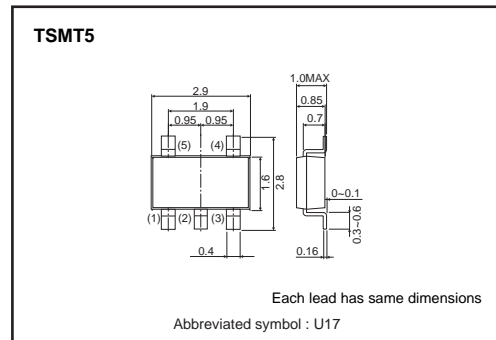 TSMT5
1.0MAX
2.9
0.85
1.9
0.7
0.95 0.95
(5) (4)
1.6
2.8
0~0.1
(1) (2) (3)
0.3~0.6
0.4
0.16
Each lead has same dimensions
Abbreviated symbol : U17